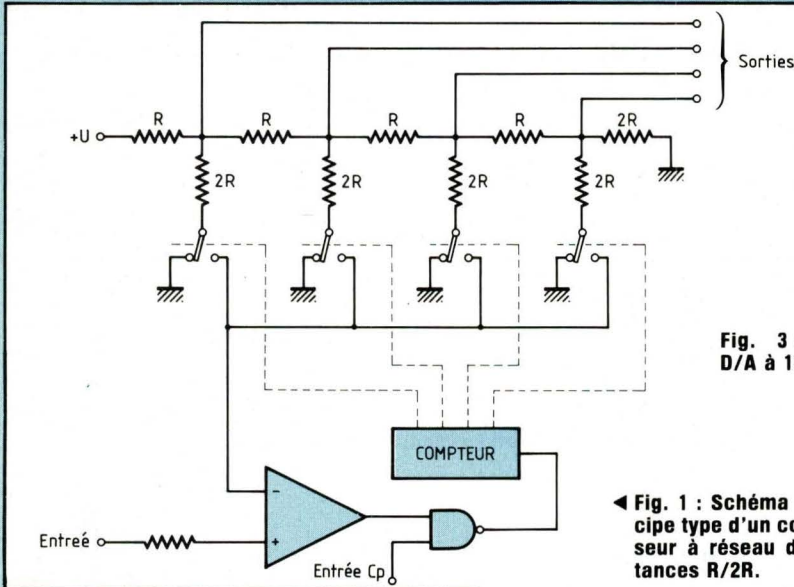 Sorties
+U
R
R
R
R
2R
2R
2R
2R
2R
Fig. 3
D/A à 1
COMPTEUR
-
+
Entreé
Entrée Cp
◄ Fig. 1 : Schéma
cipe type d'un co
seur à réseau d
tances R/2R.